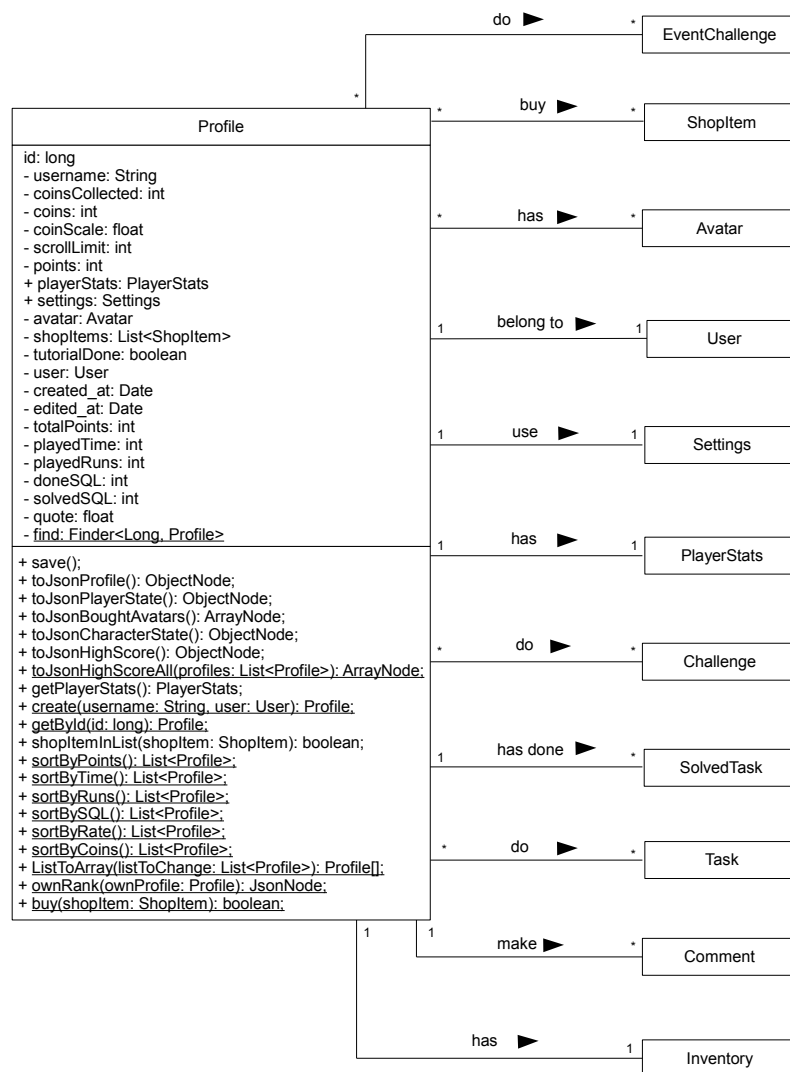 do ► *
EventChallenge
*
Profile
* buy ► *
ShopItem
id: long
- username: String
- coinsCollected: int
- coins: int
- coinScale: float
- scrollLimit: int
- points: int
+ playerStats: PlayerStats
+ settings: Settings
- avatar: Avatar
- shopItems: List<ShopItem>
- tutorialDone: boolean
- user: User
- created_at: Date
- edited_at: Date
- totalPoints: int
- playedTime: int
- playedRuns: int
- doneSQL: int
- solvedSQL: int
- quote: float
- find: Finder<Long, Profile>
* has ► *
Avatar
1 belong to ► 1
User
1 use ► 1
Settings
+ save();
+ toJsonProfile(): ObjectNode;
+ toJsonPlayerState(): ObjectNode;
+ toJsonBoughtAvatars(): ArrayNode;
+ toJsonCharacterState(): ObjectNode;
+ toJsonHighScore(): ObjectNode;
+ toJsonHighScoreAll(profiles: List<Profile>): ArrayNode;
+ getPlayerStats(): PlayerStats;
+ create(username: String, user: User): Profile;
+ getById(id: long): Profile;
+ shopItemInList(shopItem: ShopItem): boolean;
+ sortByPoints(): List<Profile>;
+ sortByTime(): List<Profile>;
+ sortByRuns(): List<Profile>;
+ sortBySQL(): List<Profile>;
+ sortByRate(): List<Profile>;
+ sortByCoins(): List<Profile>;
+ ListToArray(listToChange: List<Profile>): Profile[];
+ ownRank(ownProfile: Profile): JsonNode;
+ buy(shopItem: ShopItem): boolean;
1 has ► 1
PlayerStats
* do ► *
Challenge
1 has done ► *
SolvedTask
* do ► *
Task
1 make ► *
Comment
1 has ► 1
Inventory